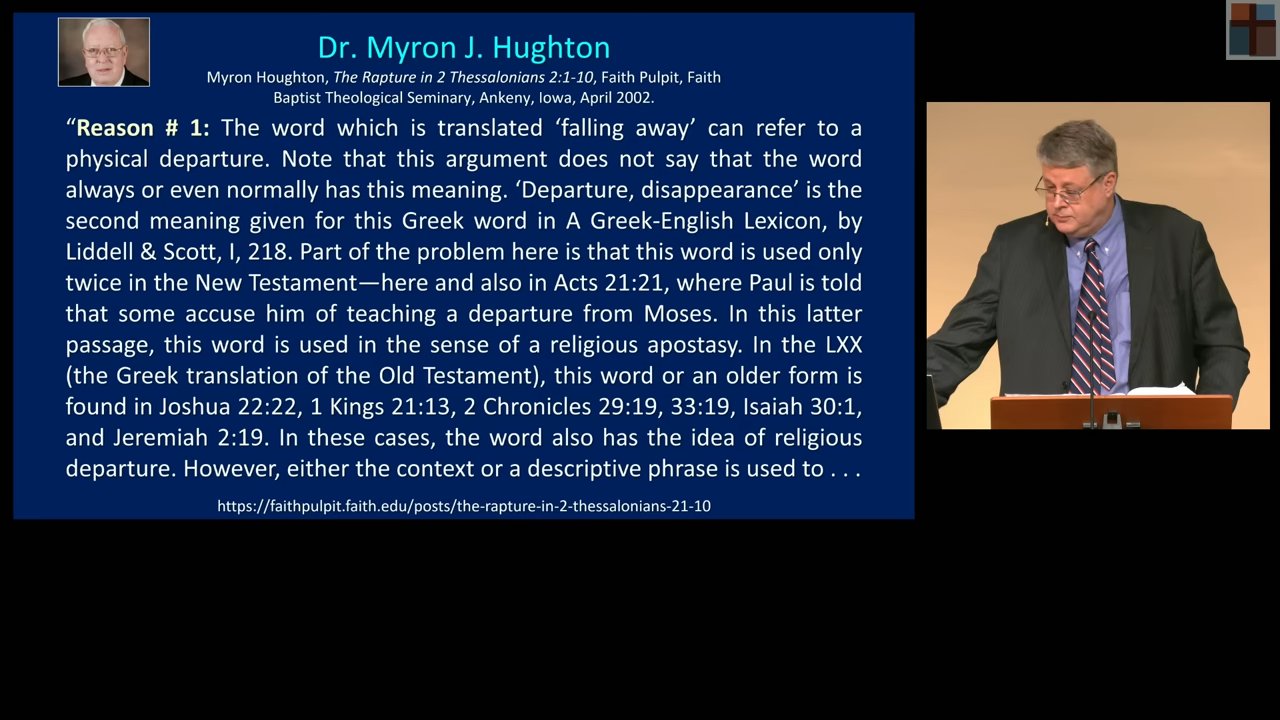 Dr. Myron J. Hughton
Myron Houghton, The Rapture in 2 Thessalonians 2:1-10, Faith Pulpit, Faith
Baptist Theological Seminary, Ankeny, Iowa, April 2002.
“Reason # 1: The word which is translated ‘falling away’ can refer to a
physical departure. Note that this argument does not say that the word
always or even normally has this meaning. ‘Departure, disappearance’ is the
second meaning given for this Greek word in A Greek-English Lexicon, by
Liddell & Scott, I, 218. Part of the problem here is that this word is used only
twice in the New Testament—here and also in Acts 21:21, where Paul is told
that some accuse him of teaching a departure from Moses. In this latter
passage, this word is used in the sense of a religious apostasy. In the LXX
(the Greek translation of the Old Testament), this word or an older form is
found in Joshua 22:22, 1 Kings 21:13, 2 Chronicles 29:19, 33:19, Isaiah 30:1,
and Jeremiah 2:19. In these cases, the word also has the idea of religious
departure. However, either the context or a descriptive phrase is used to . . .
https://faithpulpit.faith.edu/posts/the-rapture-in-2-thessalonians-21-10